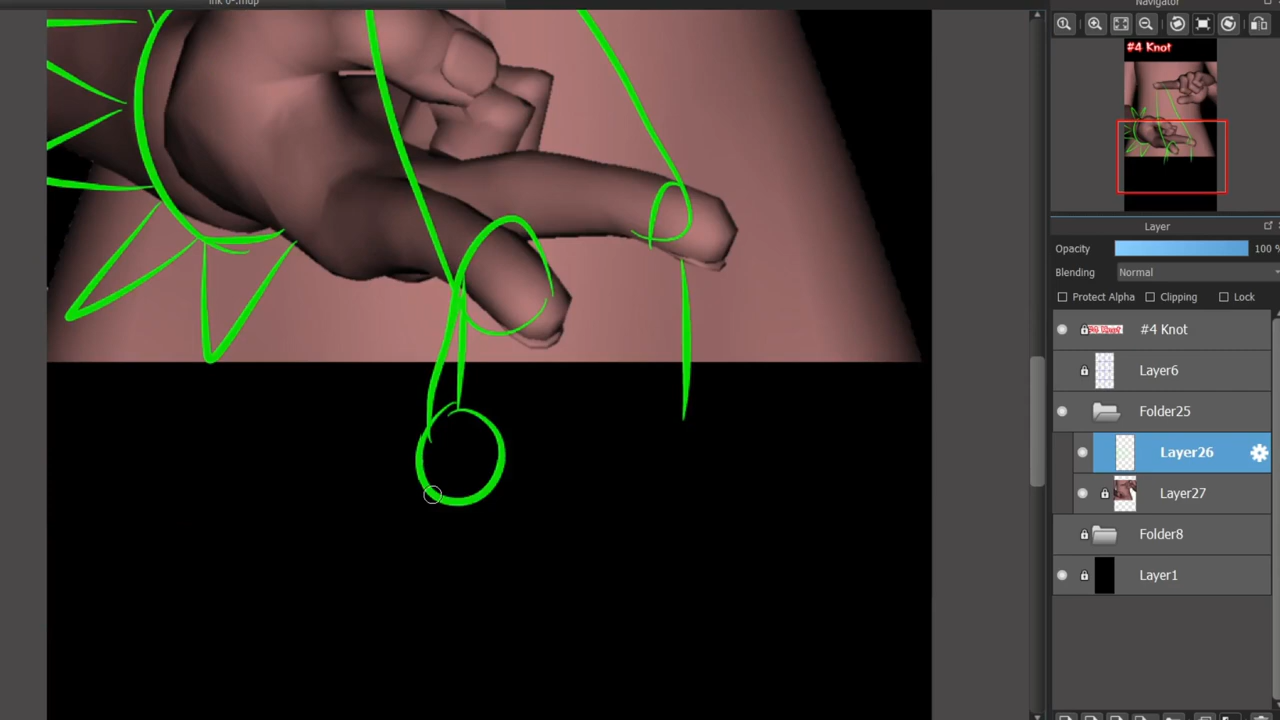 ink 6-.mdp
Navigator
#4 Knot
Layer
Opacity 100 %
Blending Normal
Protect Alpha Clipping Lock
#4 Knot
Layer6
Folder25
Layer26
Layer27
Folder8
Layer1